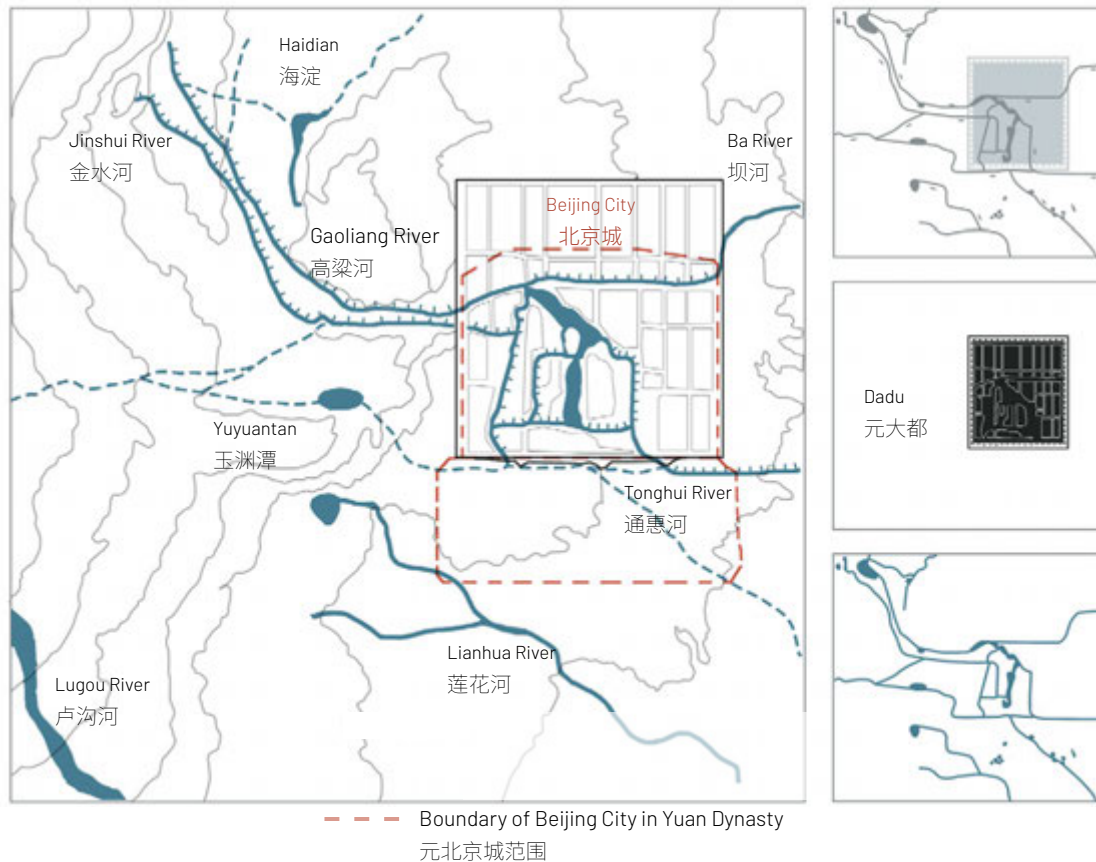 Haidian
海淀
Jinshui River
金水河
Ba River
坝河
Beijing City
北京城
Gaoliang River
高梁河
Dadu
元大都
Yuyuantan
玉渊潭
Tonghui River
通惠河
Lianhua River
莲花河
Lugou River
卢沟河
Boundary of Beijing City in Yuan Dynasty
元北京城范围